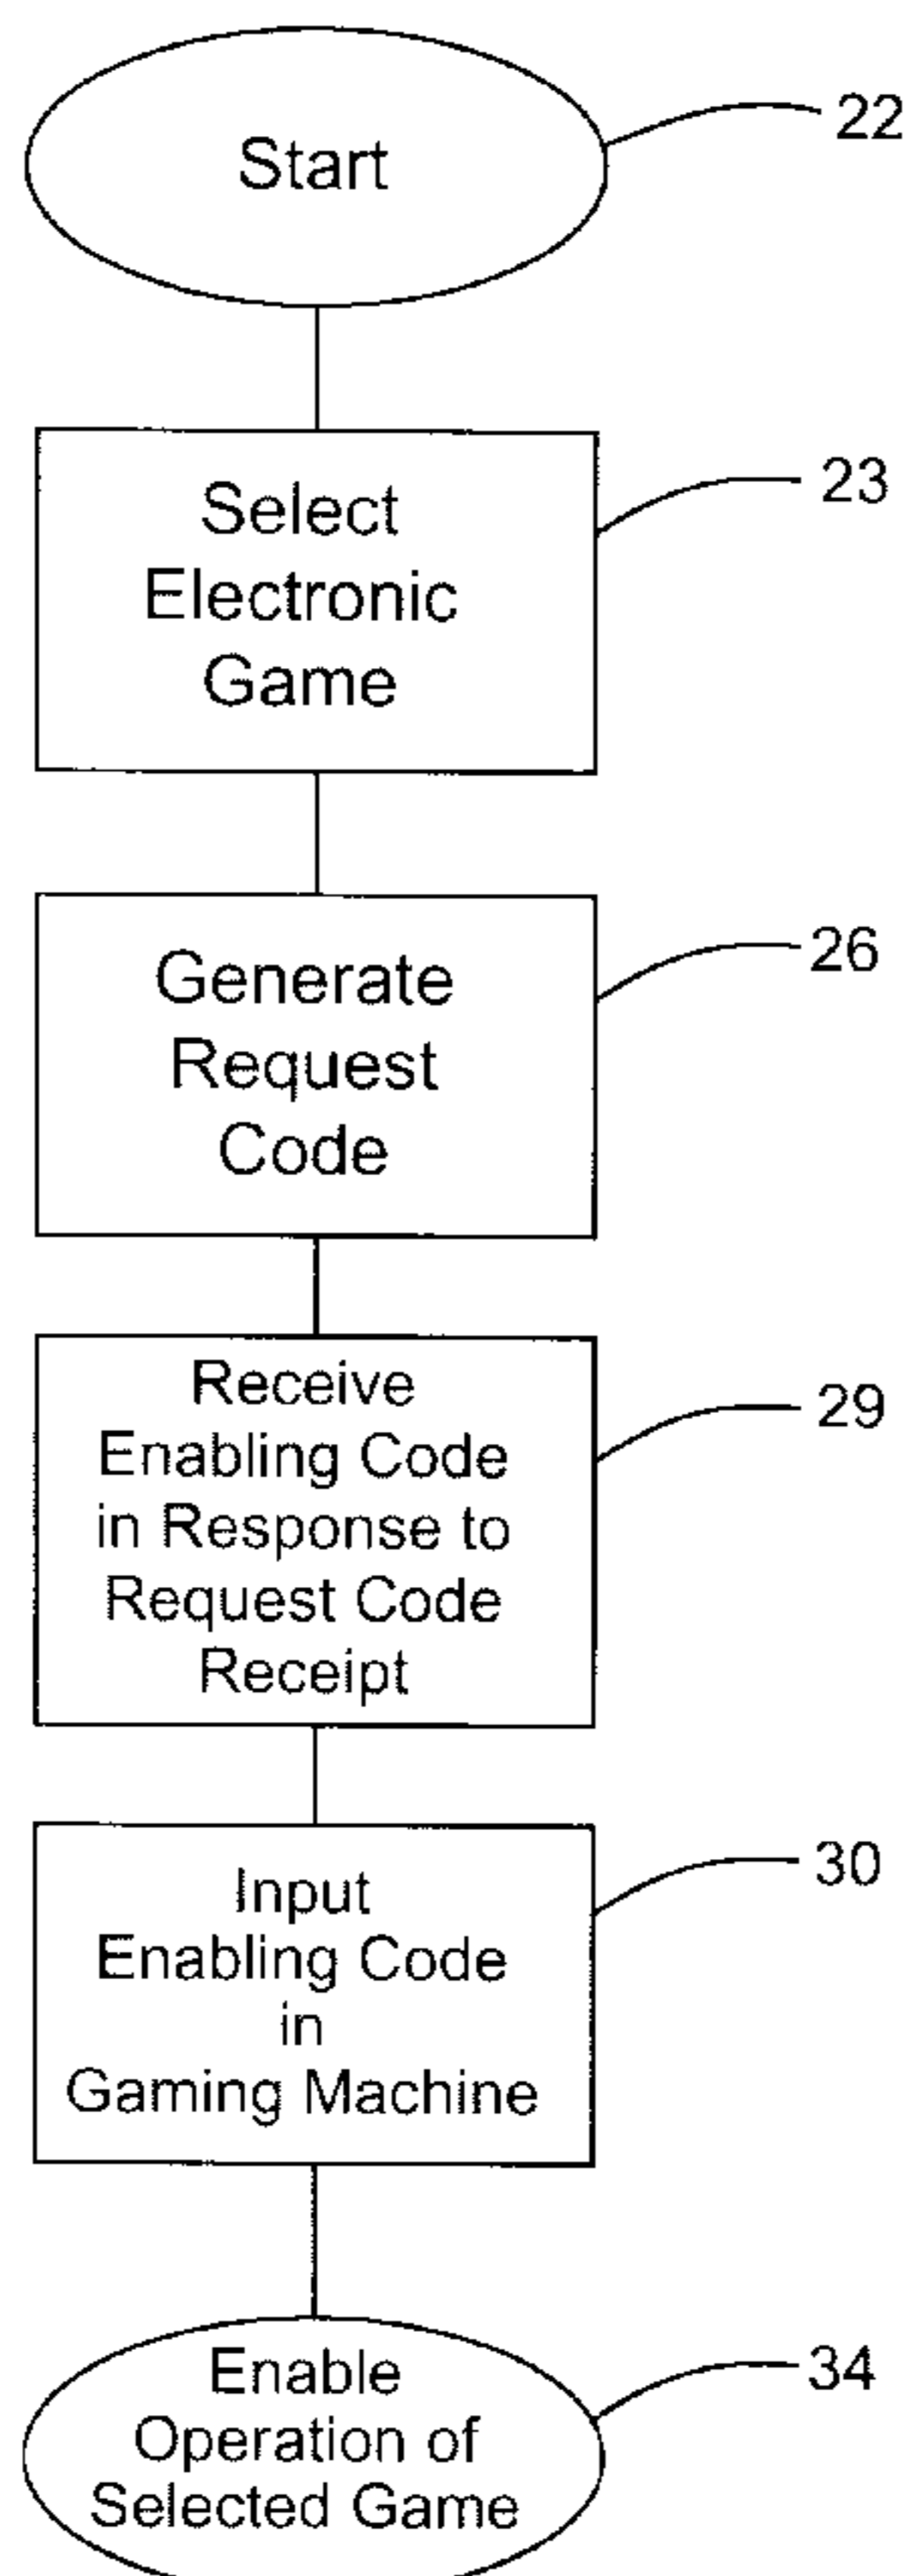 Start
22
Select
Electronic
Game
23
Generate
Request
Code
26
Receive
Enabling Code
in Response to
Request Code
Receipt
29
Input
Enabling Code
in
Gaming Machine
30
Enable
Operation of
Selected Game
34